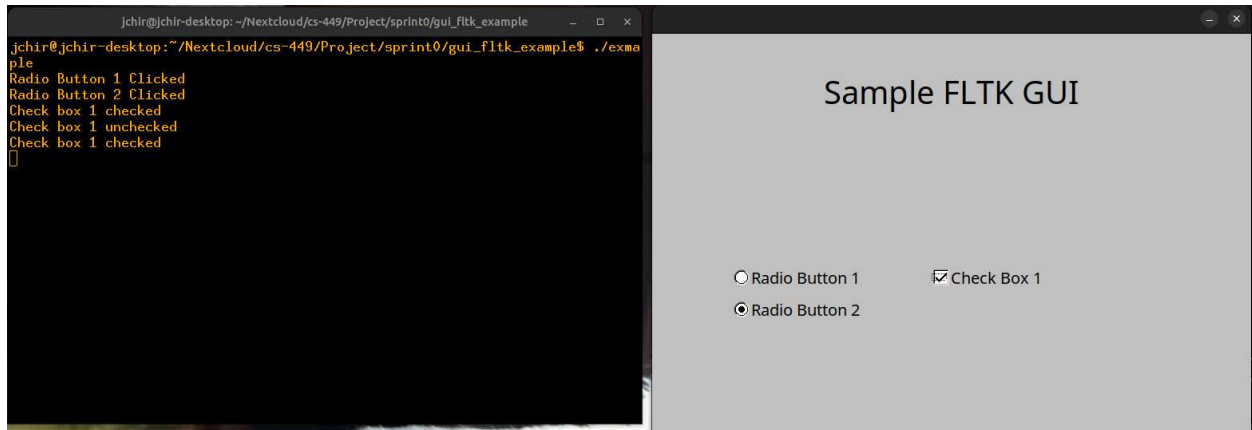 jchir@jchir-desktop: ~/Nextcloud/cs-449/Project/sprint0/gui_fltk_example
jchir@jchir-desktop:~/Nextcloud/cs-449/Project/sprint0/gui_fltk_example$ ./exma
ple
Radio Button 1 Clicked
Radio Button 2 Clicked
Check box 1 checked
Check box 1 unchecked
Check box 1 checked
Sample FLTK GUI
Radio Button 1
Check Box 1
Radio Button 2